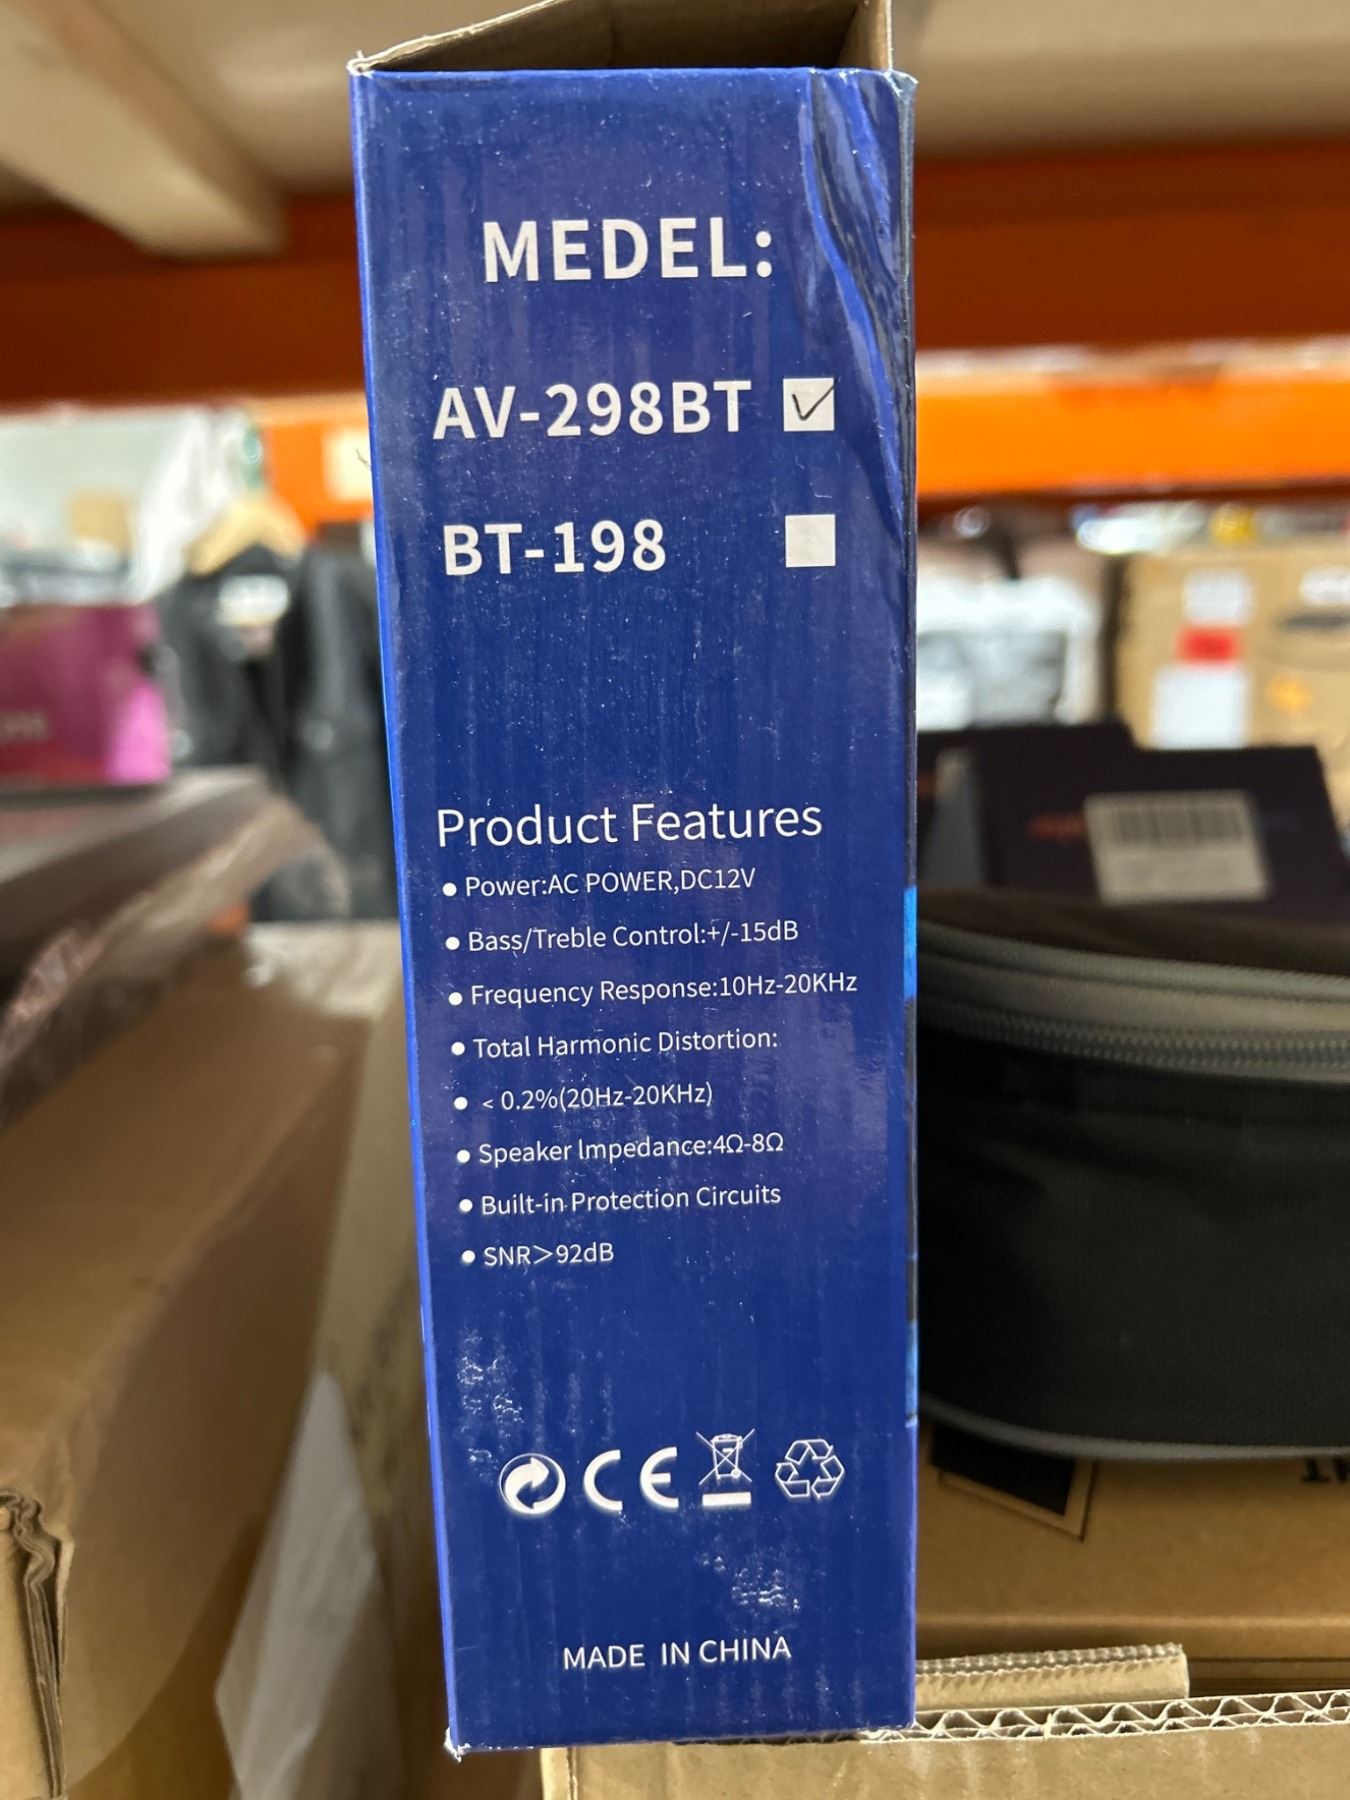 MEDEL:
AV-298BT
BT-198
Product Features
● Power:AC POWER,DC12V
● Bass/Treble Control:+/-15dB
● Frequency Response:10Hz-20KHz
● Total Harmonic Distortion:
● < 0.2%(20Hz-20KHz)
● Speaker lmpedance:4Ω-8Ω
● Built-in Protection Circuits
● SNR＞92dB
CE
MADE IN CHINA